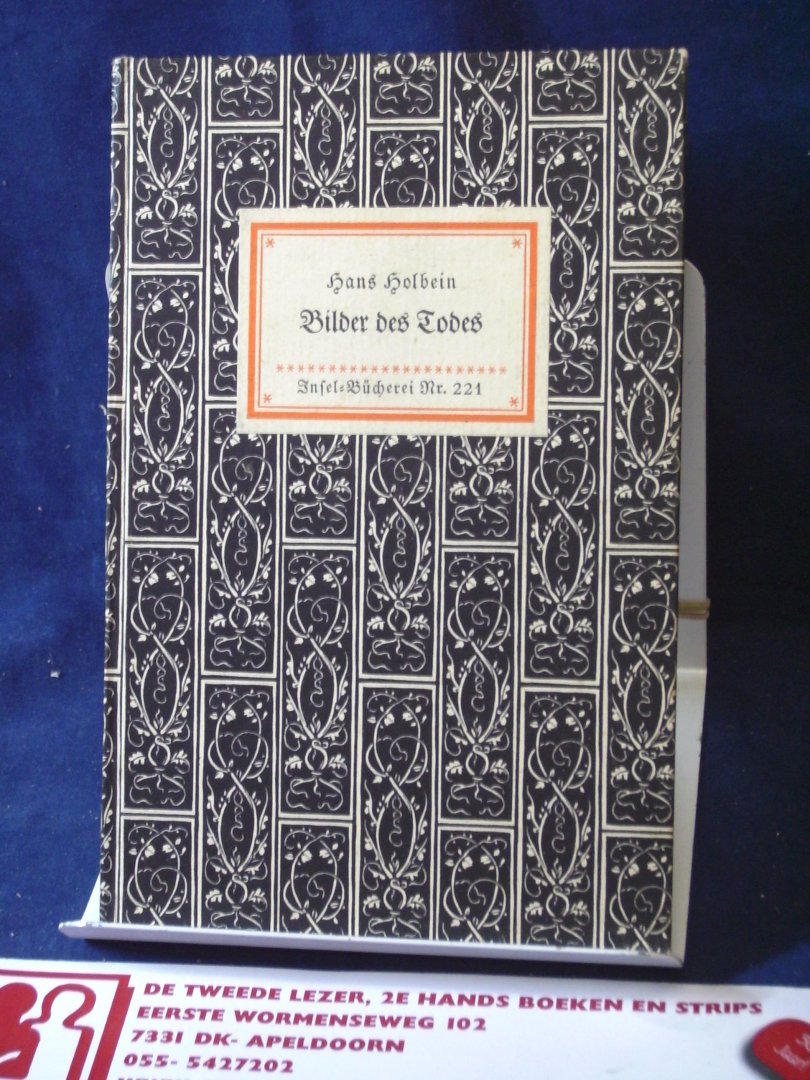 Hans Holbein
Bilder des Todes
Insel-Bücherei Nr. 221
DE TWEEDE LEZER, 2E HANDS BOEKEN EN STRIPS
EERSTE WORMENSEWEG 102
7331 DK- APELDOORN
055- 5427202